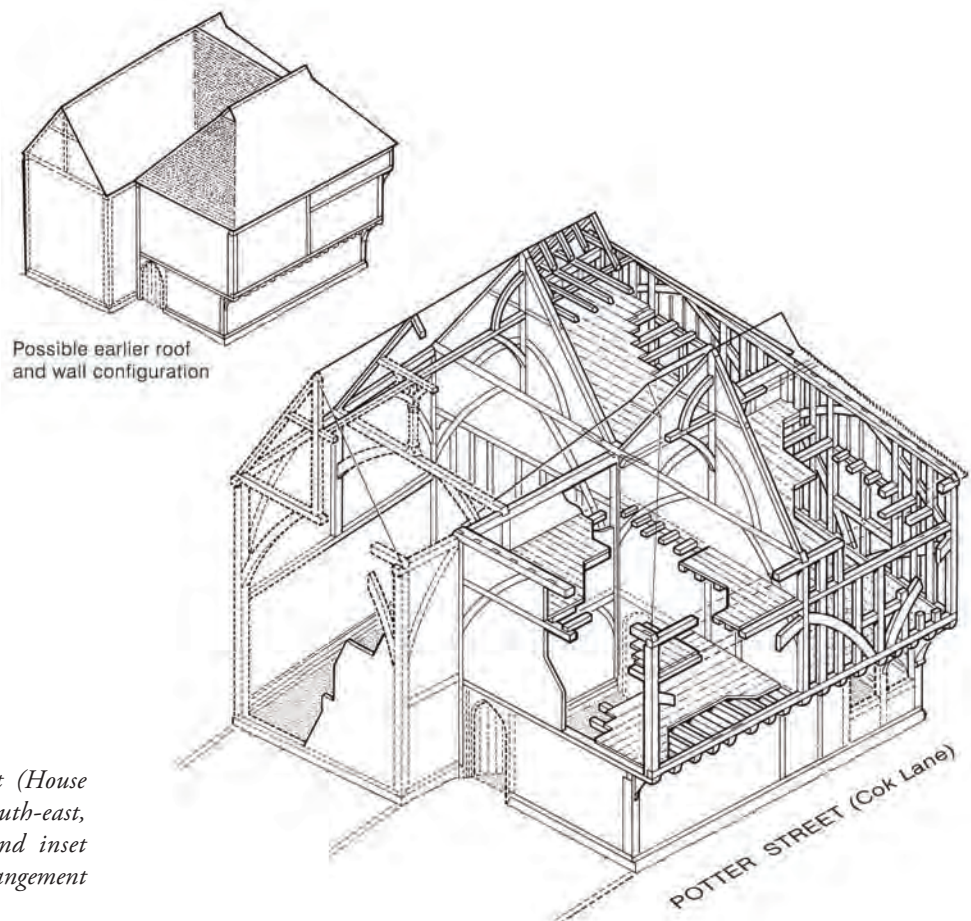 Possible earlier roof
and wall configuration
POTTER STREET (Cok Lane)
t (House
uth-east,
nd inset
angement